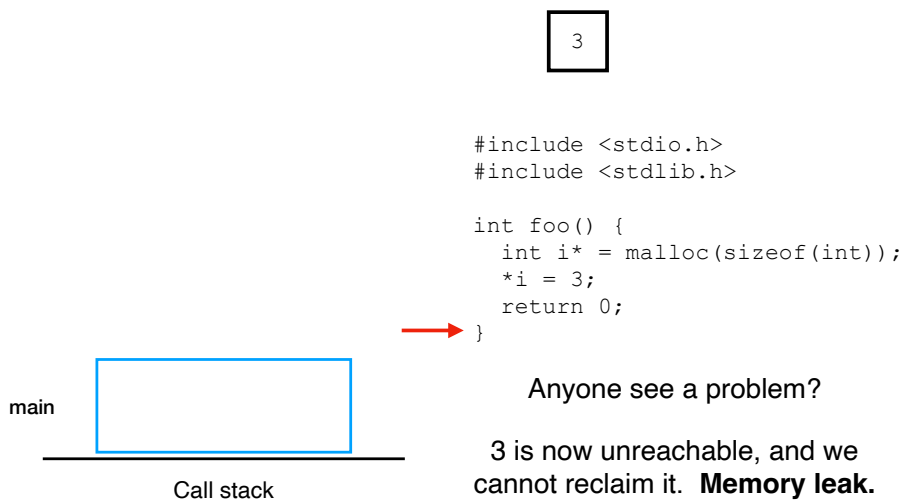 3
#include <stdio.h>
#include <stdlib.h>
int foo() {
  int i* = malloc(sizeof(int));
  *i = 3;
  return 0;
}
Anyone see a problem?
3 is now unreachable, and we
cannot reclaim it.  Memory leak.
main
Call stack